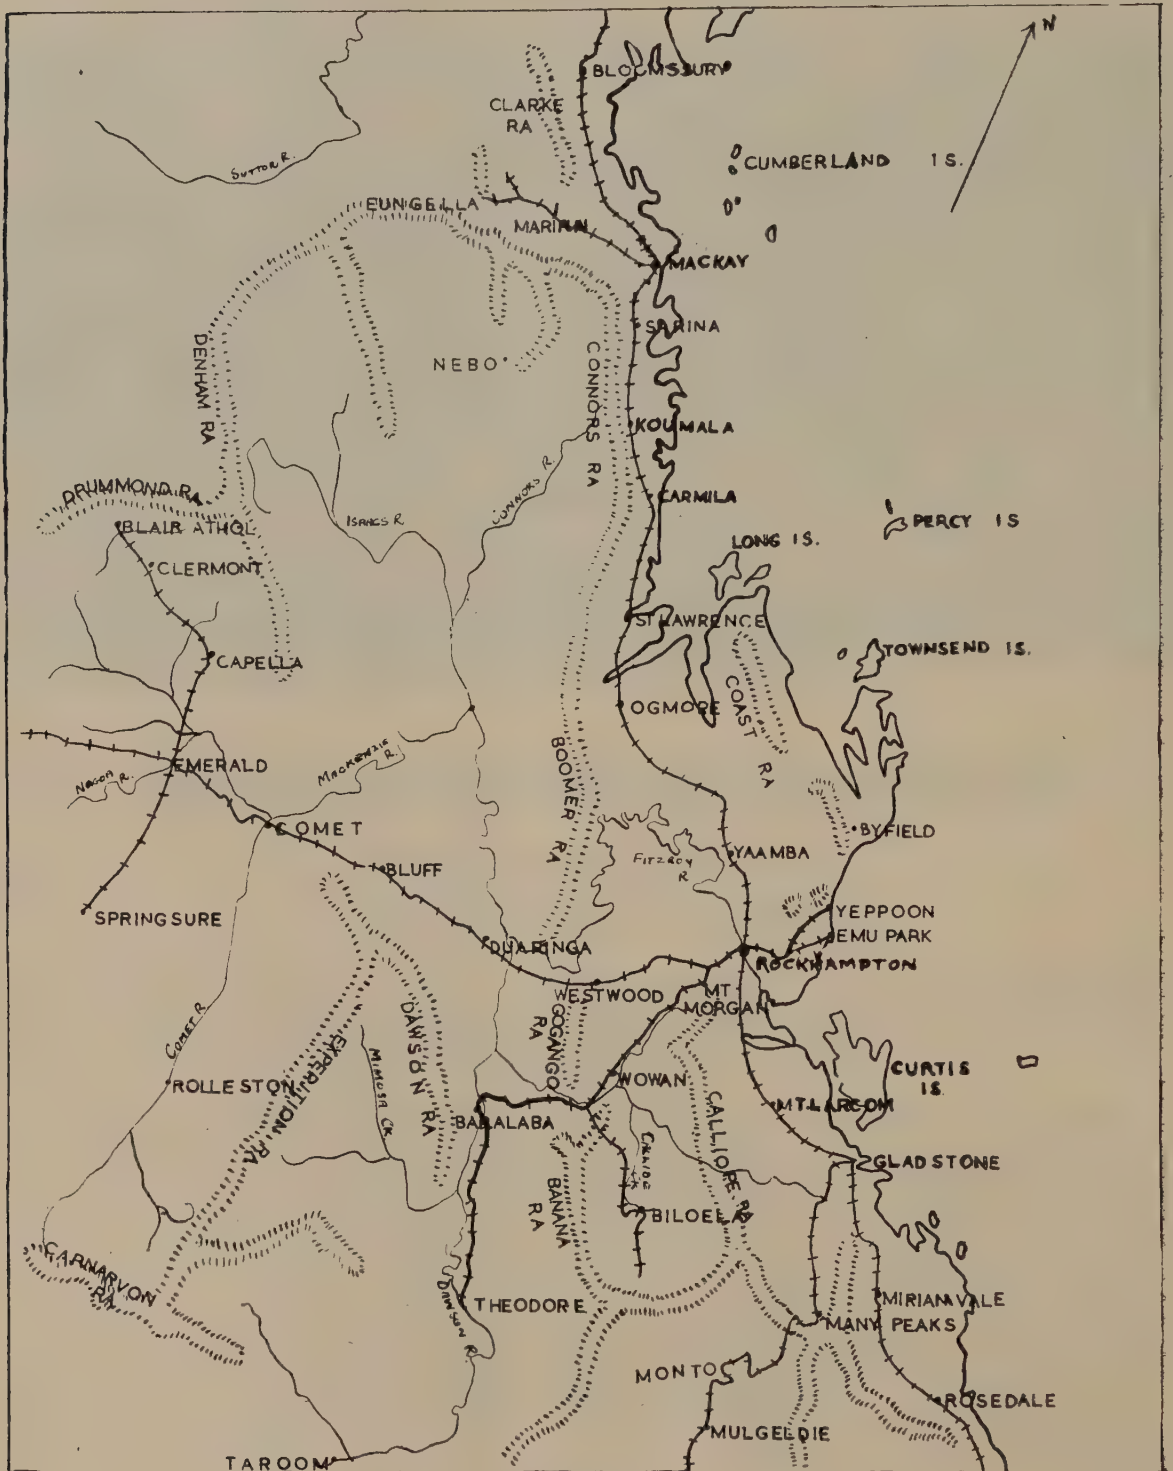 N
BLOOMSBURY
CLARKE
RA
SUTTOR R.
CUMBERLAND IS.
EUNGELLA
MARIAN
MACKAY
SARINA
DENHAM RA
NEBO
CONNORS RA
KOUMALA
DRUMMOND RA
CONNORS R.
CARMILA
BLAIR ATHOL
ISAACS R
PERCY IS
LONG IS.
CLERMONT
ST LAWRENCE
CAPELLA
TOWNSEND IS.
COAST RA
OGMORE
EMERALD
NOGOA R.
MACKENZIE
R.
BOOMER RA
COMET
BYFIELD
FITZROY
R
YAAMBA
BLUFF
SPRINGSURE
YEPPOON
EMU PARK
DUARINGA
ROCKHAMPTON
WESTWOOD
MT
MORGAN
GOGANGO
RA
COMET R
DAWSON RA
EXPEDITION RA
MIMOSA CK
ROLLESTON
WOWAN
CURTIS
IS.
MT LARCOM
BARALABA
CALLIOPE RA
GLADSTONE
BANANA
RA
BILOELA
CARNARVON
RA
DAWSON R.
THEODORE
MIRIAMVALE
MANY PEAKS
MONTO
ROSEDALE
MULGELDIE
TAROOM